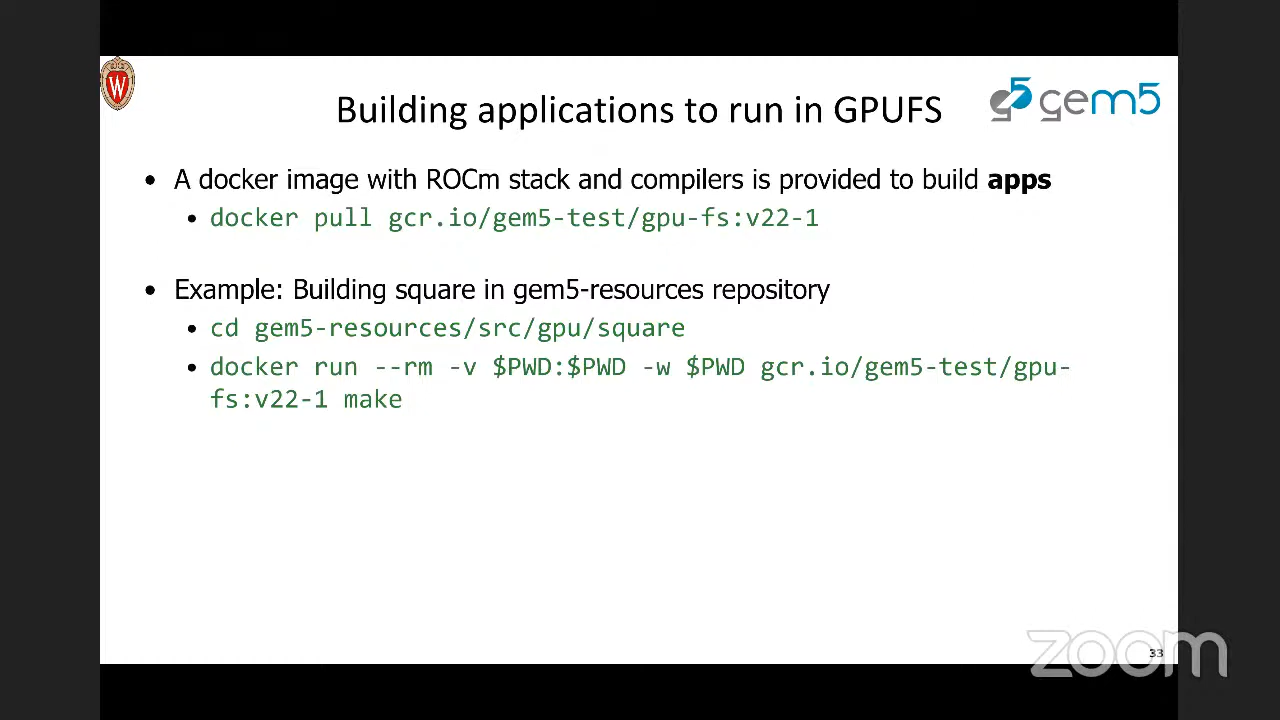 W
gem5
Building applications to run in GPUFS
• A docker image with ROCm stack and compilers is provided to build apps
• docker pull gcr.io/gem5-test/gpu-fs:v22-1
• Example: Building square in gem5-resources repository
• cd gem5-resources/src/gpu/square
• docker run --rm -v $PWD:$PWD -w $PWD gcr.io/gem5-test/gpu-
fs:v22-1 make
33
zoom